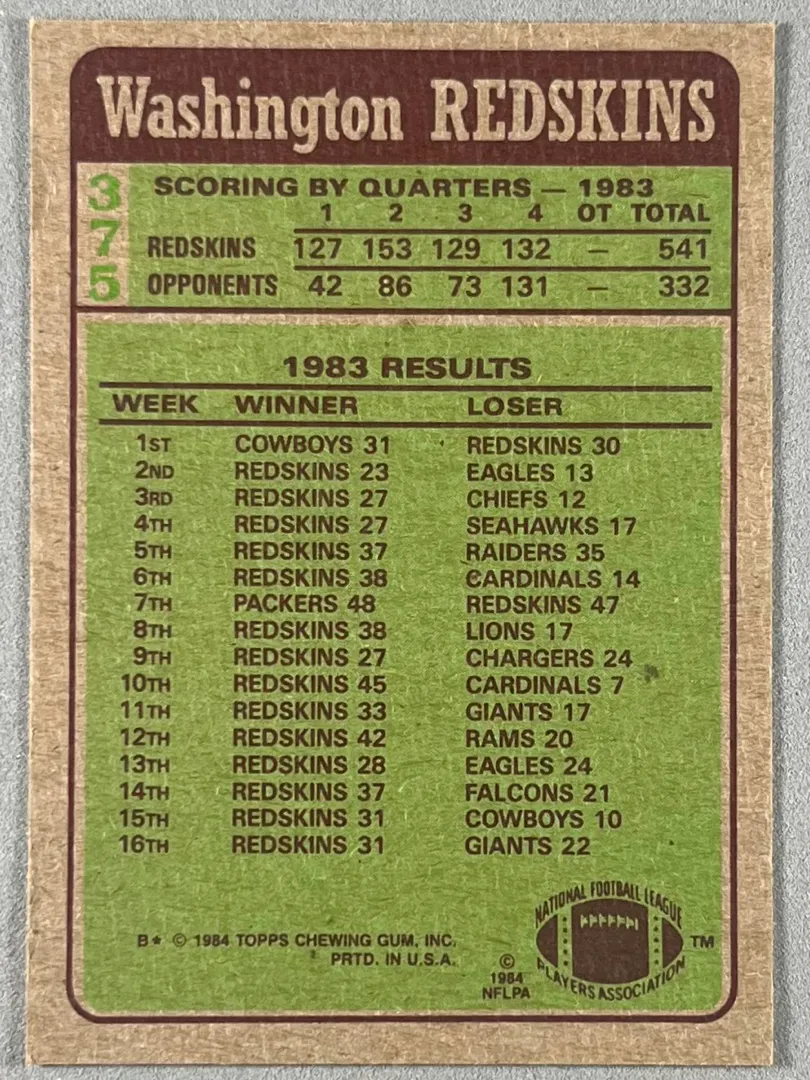 Washington REDSKINS
375
SCORING BY QUARTERS — 1983
1 2 3 4 OT TOTAL
REDSKINS 127 153 129 132 — 541
OPPONENTS 42 86 73 131 — 332
1983 RESULTS
WEEK WINNER LOSER
1ST COWBOYS 31 REDSKINS 30
2ND REDSKINS 23 EAGLES 13
3RD REDSKINS 27 CHIEFS 12
4TH REDSKINS 27 SEAHAWKS 17
5TH REDSKINS 37 RAIDERS 35
6TH REDSKINS 38 CARDINALS 14
7TH PACKERS 48 REDSKINS 47
8TH REDSKINS 38 LIONS 17
9TH REDSKINS 27 CHARGERS 24
10TH REDSKINS 45 CARDINALS 7
11TH REDSKINS 33 GIANTS 17
12TH REDSKINS 42 RAMS 20
13TH REDSKINS 28 EAGLES 24
14TH REDSKINS 37 FALCONS 21
15TH REDSKINS 31 COWBOYS 10
16TH REDSKINS 31 GIANTS 22
B★ © 1984 TOPPS CHEWING GUM, INC.
PRTD. IN U.S.A.
©
1984
NFLPA
NATIONAL FOOTBALL LEAGUE
PLAYERS ASSOCIATION
TM